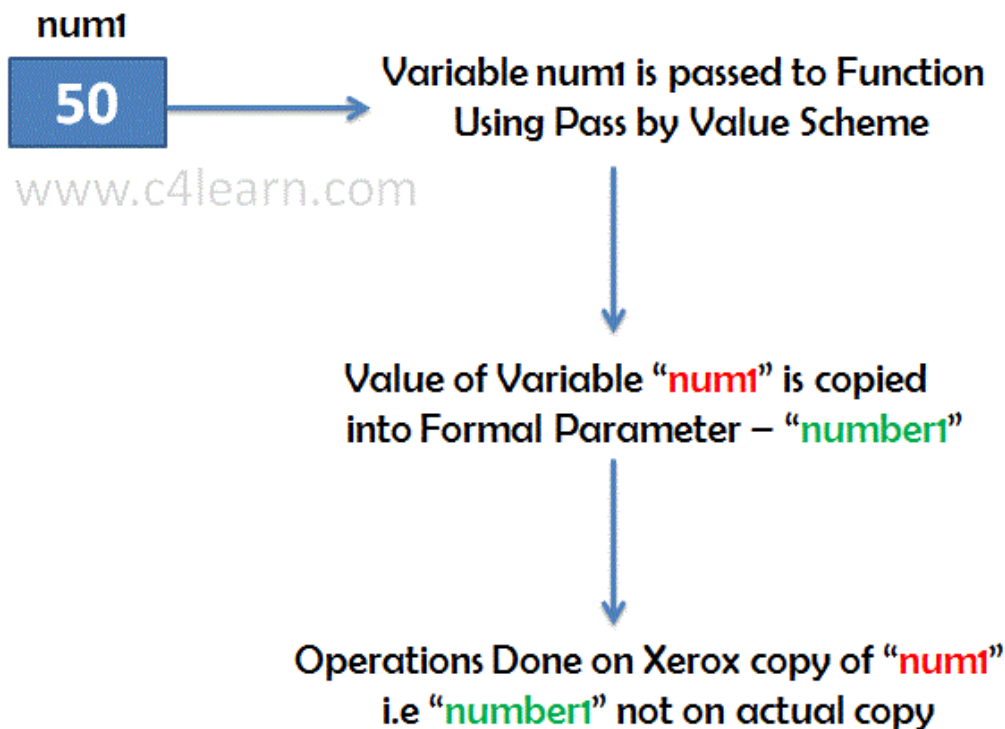 num1
50
Variable num1 is passed to Function
Using Pass by Value Scheme
www.c4learn.com
Value of Variable “num1” is copied
into Formal Parameter – “number1”
Operations Done on Xerox copy of “num1”
i.e “number1” not on actual copy